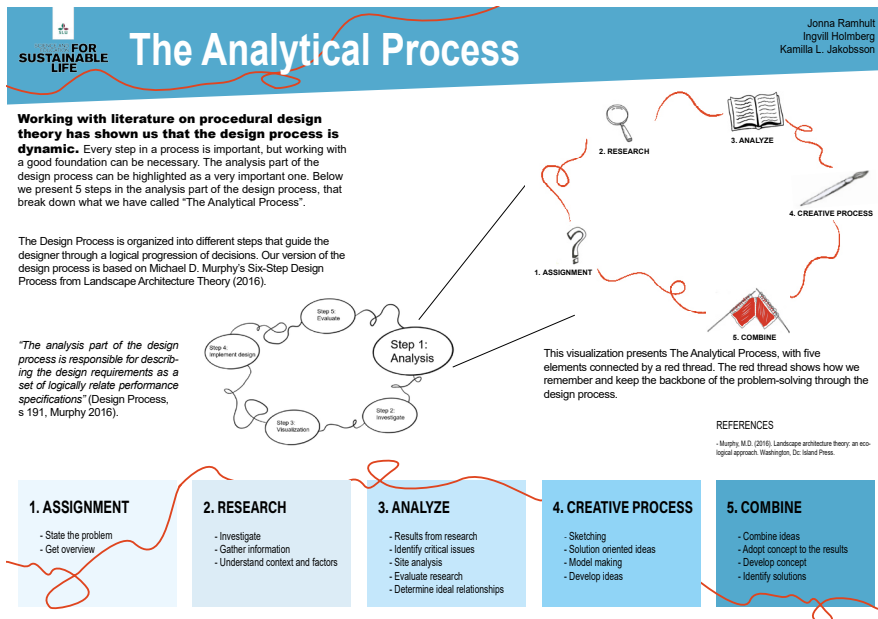 SLU
FOR
SUSTAINABLE
LIFE
The Analytical Process
Jonna Ramhult
Ingvill Holmberg
Kamilla L. Jakobsson
Working with literature on procedural design
theory has shown us that the design process is
dynamic. Every step in a process is important, but working with
a good foundation can be necessary. The analysis part of the
design process can be highlighted as a very important one. Below
we present 5 steps in the analysis part of the design process, that
break down what we have called “The Analytical Process”.
The Design Process is organized into different steps that guide the
designer through a logical progression of decisions. Our version of the
design process is based on Michael D. Murphy’s Six-Step Design
Process from Landscape Architecture Theory (2016).
“The analysis part of the design
process is responsible for describ-
ing the design requirements as a
set of logically relate performance
specifications” (Design Process,
s 191, Murphy 2016).
Step 5:
Evaluate
Step 4:
Implement design
Step 1:
Analysis
Step 3:
Visualization
Step 2:
Investigate
2. RESEARCH
3. ANALYZE
4. CREATIVE PROCESS
1. ASSIGNMENT
5. COMBINE
This visualization presents The Analytical Process, with five
elements connected by a red thread. The red thread shows how we
remember and keep the backbone of the problem-solving through the
design process.
REFERENCES
- Murphy, M.D. (2016). Landscape architecture theory: an eco-
logical approach. Washington, Dc: Island Press.
1. ASSIGNMENT
- State the problem
- Get overview
2. RESEARCH
- Investigate
- Gather information
- Understand context and factors
3. ANALYZE
- Results from research
- Identify critical issues
- Site analysis
- Evaluate research
- Determine ideal relationships
4. CREATIVE PROCESS
- Sketching
- Solution oriented ideas
- Model making
- Develop ideas
5. COMBINE
- Combine ideas
- Adopt concept to the results
- Develop concept
- Identify solutions